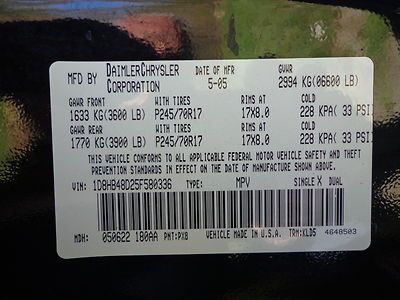 MFD BY DAIMLERCHRYSLER CORPORATION DATE OF MFR 5-05 GVWR 2994 KG(06600 LB)
GAWR FRONT WITH TIRES RIMS AT COLD
1633 KG(3600 LB) P245/70R17 17X8.0 228 KPA( 33 PSI
GAWR REAR WITH TIRES RIMS AT COLD
1770 KG(3900 LB) P245/70R17 17X8.0 228 KPA( 33 PSI)
THIS VEHICLE CONFORMS TO ALL APPLICABLE FEDERAL MOTOR VEHICLE SAFETY AND
THEFT PREVENTION STANDARDS IN EFFECT ON THE DATE OF MANUFACTURE SHOWN ABOVE.
VIN: 1D8HB48D25F580336 TYPE: MPV SINGLE X DUAL
MDH: 050622 180AA PNT: PX8 VEHICLE MADE IN U.S.A. TRM: KLD5 4648503